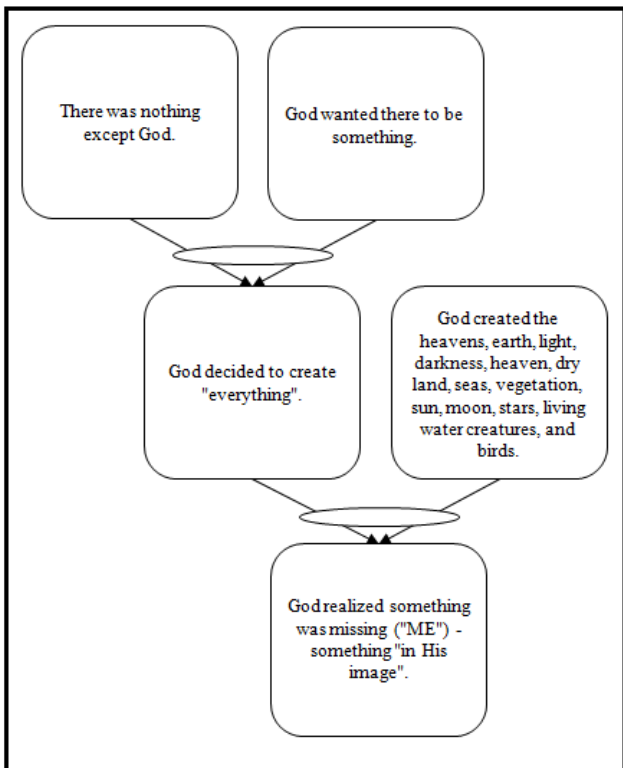 There was nothing
except God.
God wanted there to be
something.
God decided to create
"everything".
God created the
heavens, earth, light,
darkness, heaven, dry
land, seas, vegetation,
sun, moon, stars, living
water creatures, and
birds.
God realized something
was missing ("ME") -
something "in His
image".